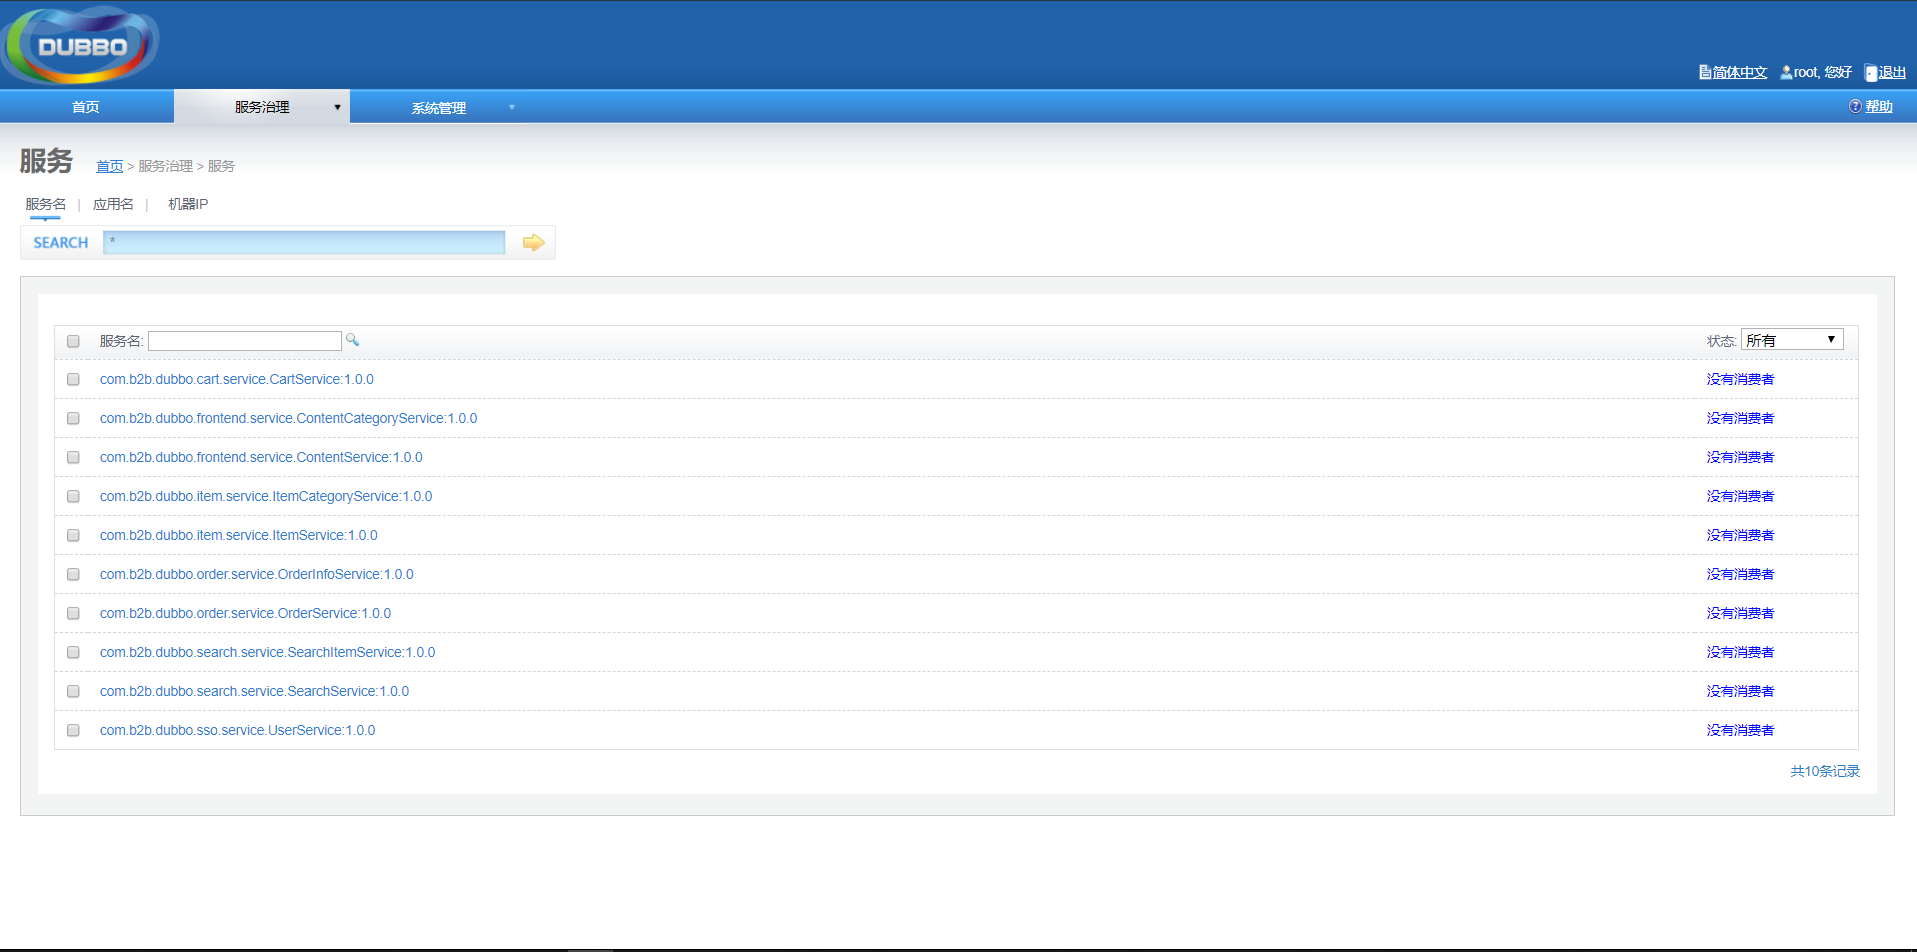 DUBBO
简体中文 root, 您好 退出
首页 服务治理 系统管理 帮助
服务 首页 > 服务治理 > 服务
服务名 | 应用名 | 机器IP
SEARCH *
服务名: 状态: 所有
com.b2b.dubbo.cart.service.CartService:1.0.0 没有消费者
com.b2b.dubbo.frontend.service.ContentCategoryService:1.0.0 没有消费者
com.b2b.dubbo.frontend.service.ContentService:1.0.0 没有消费者
com.b2b.dubbo.item.service.ItemCategoryService:1.0.0 没有消费者
com.b2b.dubbo.item.service.ItemService:1.0.0 没有消费者
com.b2b.dubbo.order.service.OrderInfoService:1.0.0 没有消费者
com.b2b.dubbo.order.service.OrderService:1.0.0 没有消费者
com.b2b.dubbo.search.service.SearchItemService:1.0.0 没有消费者
com.b2b.dubbo.search.service.SearchService:1.0.0 没有消费者
com.b2b.dubbo.sso.service.UserService:1.0.0 没有消费者
共10条记录